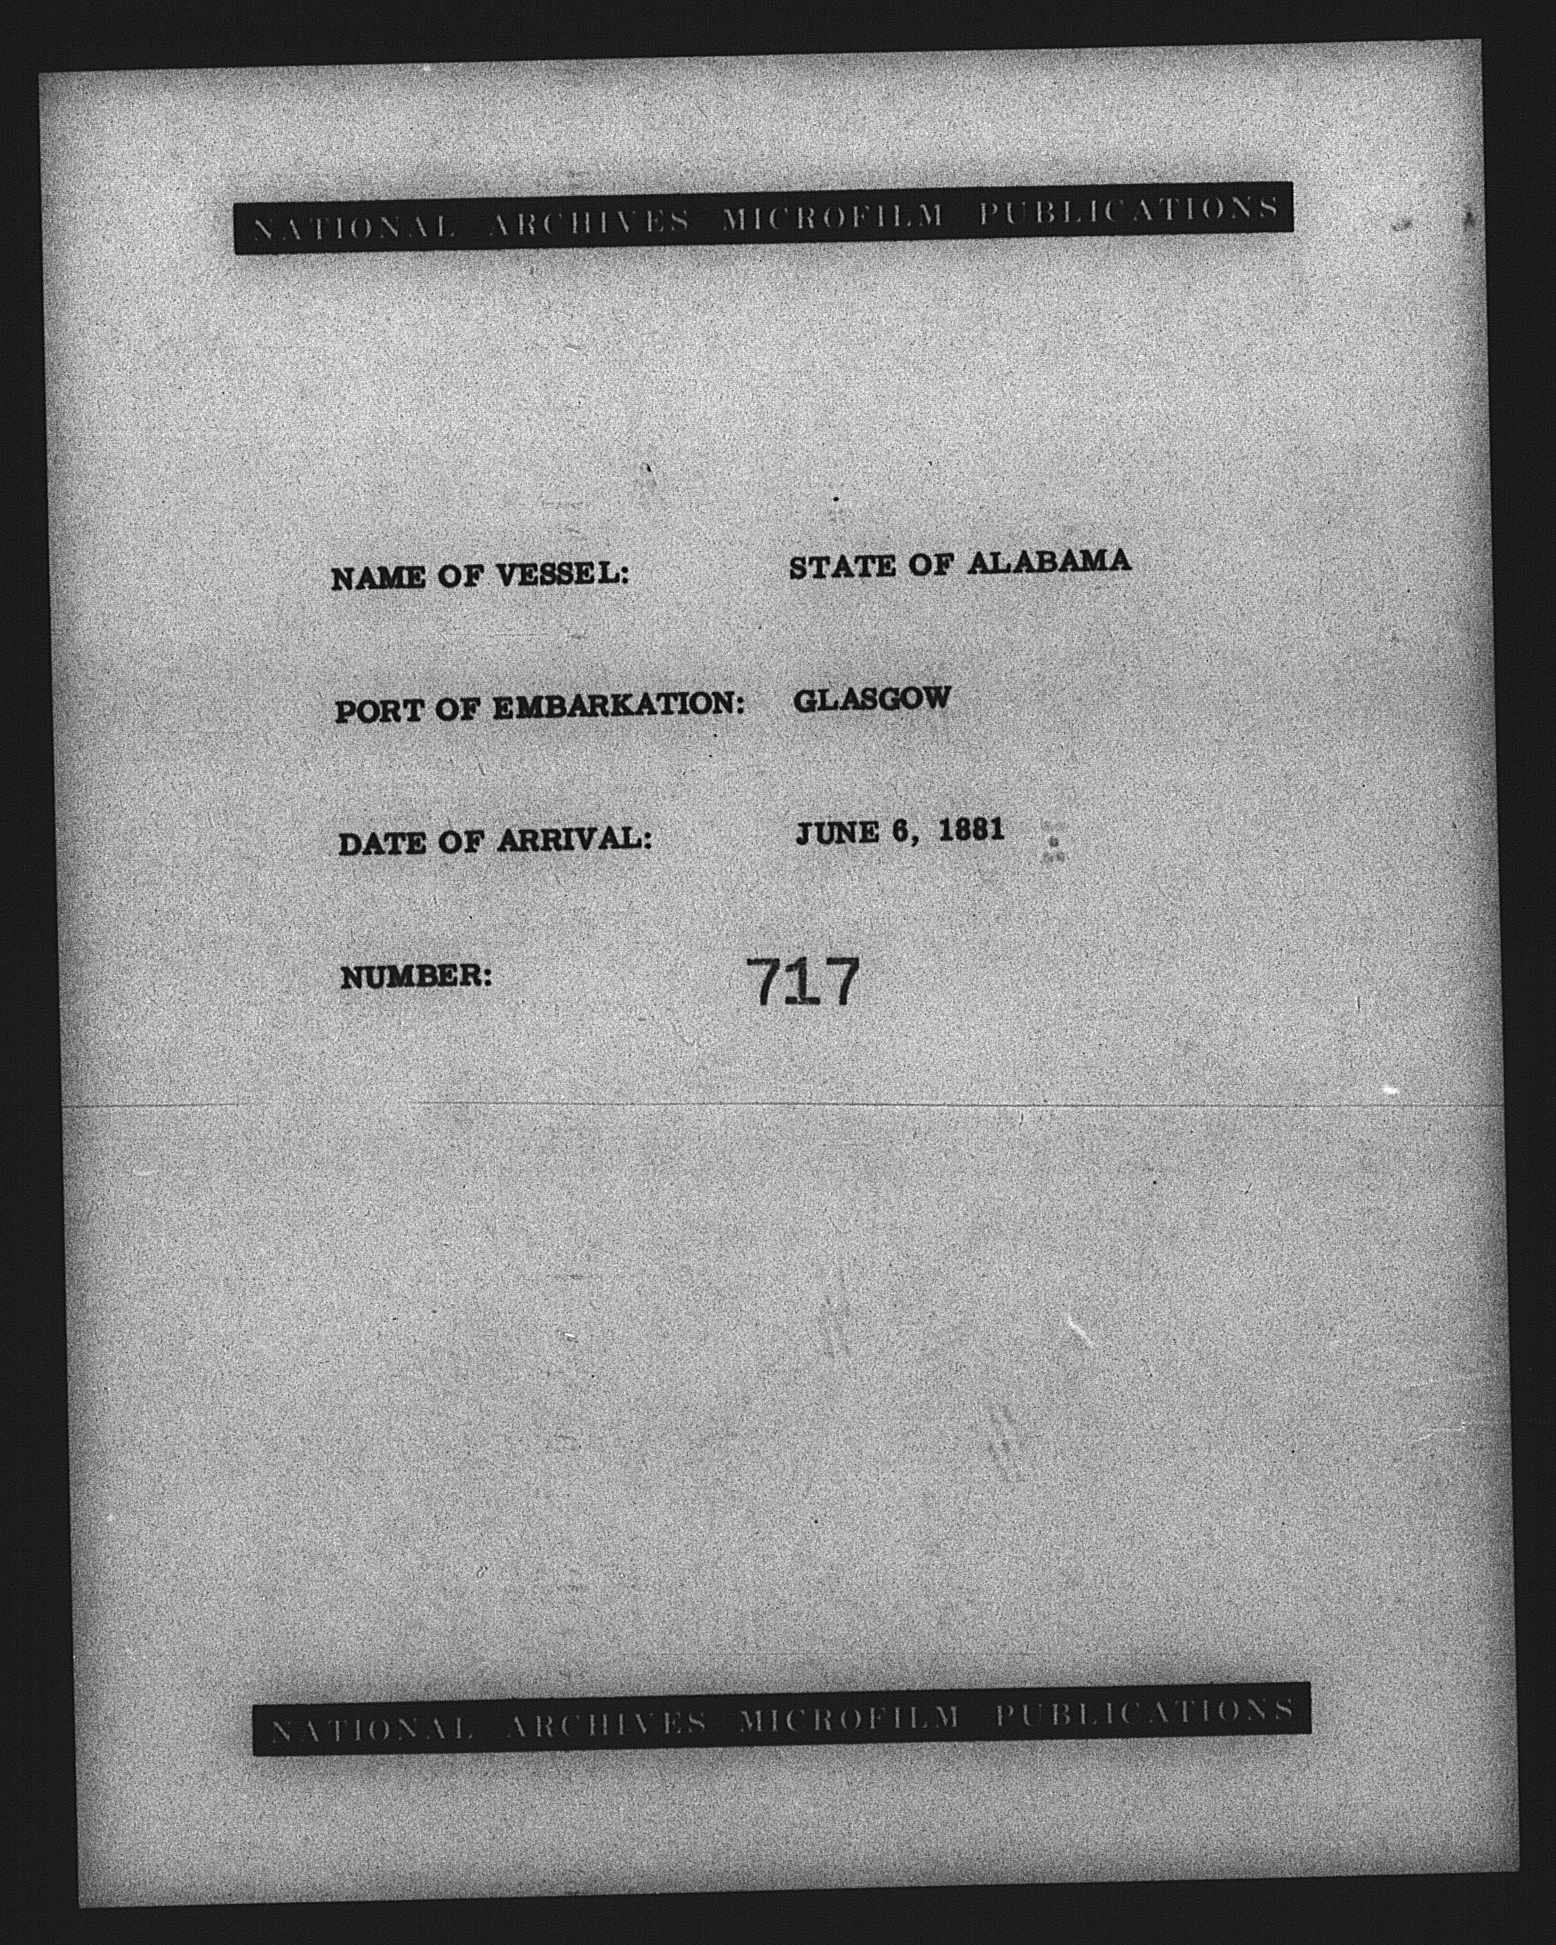 NATIONAL ARCHIVES MICROFILM PUBLICATIONS
NAME OF VESSEL: STATE OF ALABAMA
PORT OF EMBARKATION: GLASGOW
DATE OF ARRIVAL: JUNE 6, 1881
NUMBER: 717
NATIONAL ARCHIVES MICROFILM PUBLICATIONS